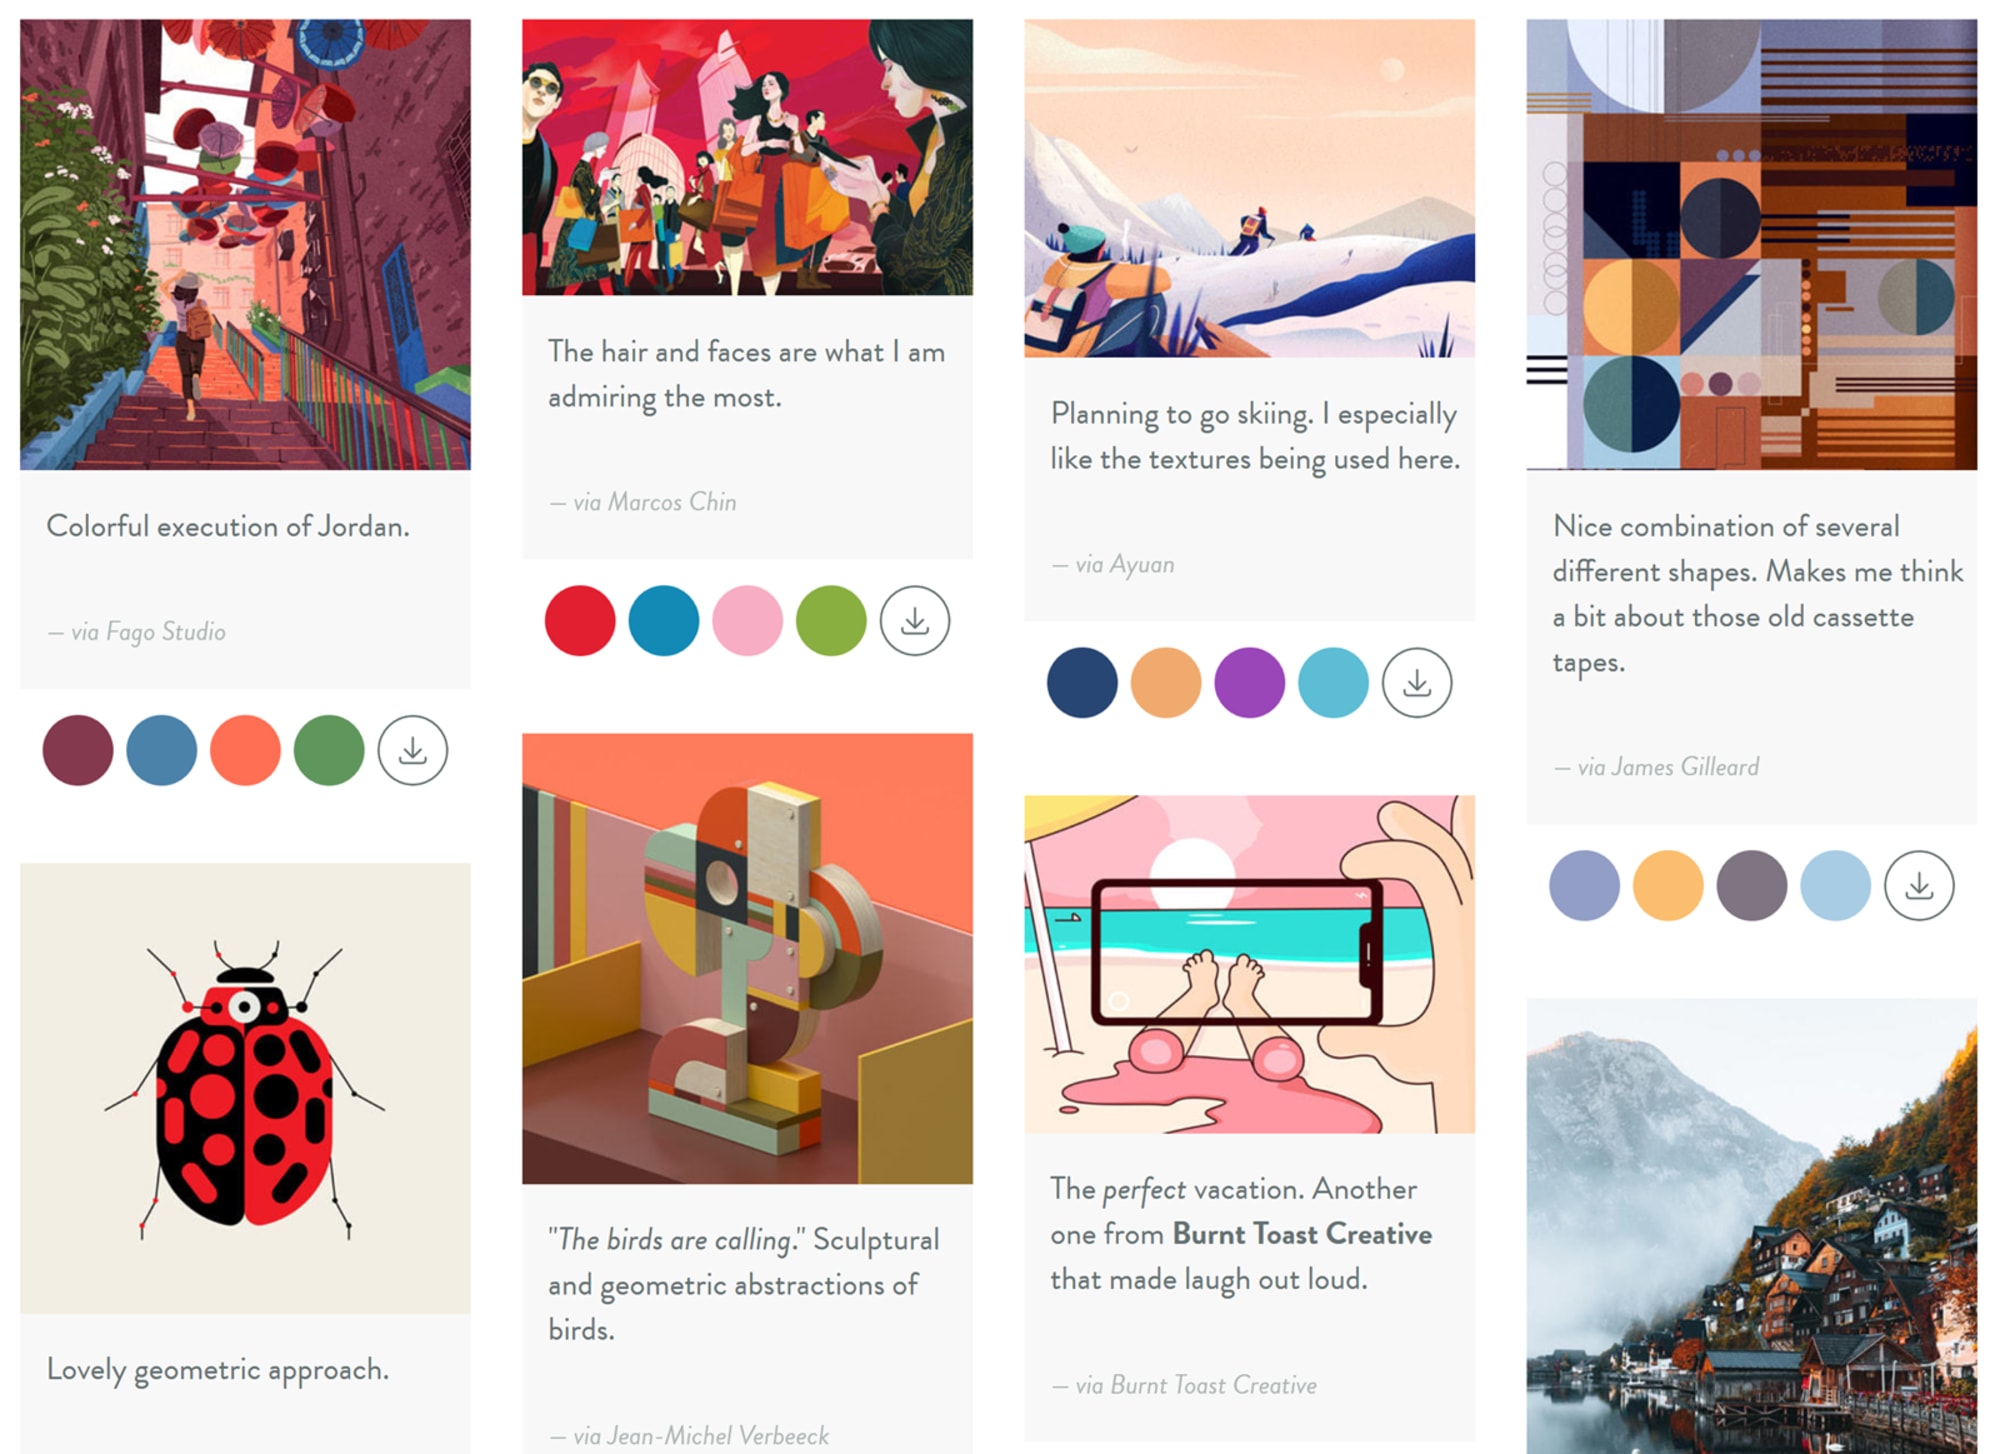 Colorful execution of Jordan.
— via Fago Studio
Lovely geometric approach.
The hair and faces are what I am
admiring the most.
— via Marcos Chin
"The birds are calling." Sculptural
and geometric abstractions of
birds.
— via Jean-Michel Verbeeck
Planning to go skiing. I especially
like the textures being used here.
— via Ayuan
The perfect vacation. Another
one from Burnt Toast Creative
that made laugh out loud.
— via Burnt Toast Creative
Nice combination of several
different shapes. Makes me think
a bit about those old cassette
tapes.
— via James Gilleard